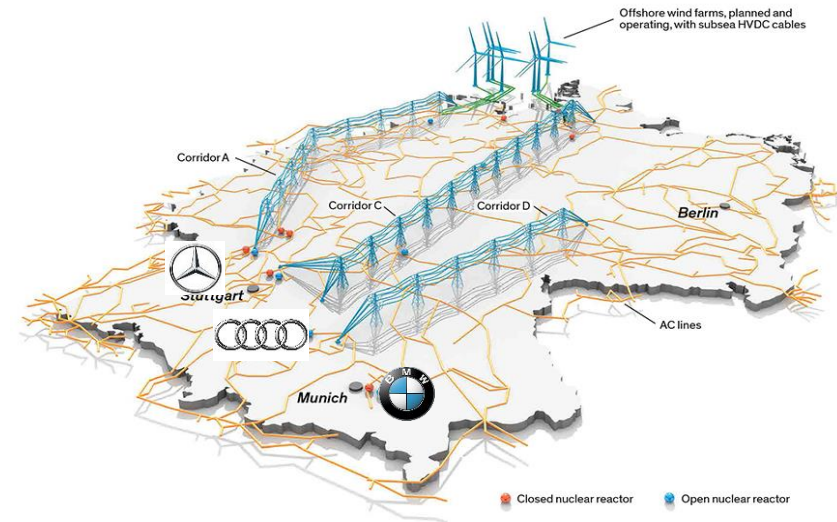 Offshore wind farms, planned and
operating, with subsea HVDC cables
Corridor A
Corridor C
Corridor D
Berlin
Stuttgart
AC lines
BMW
Munich
Closed nuclear reactor
Open nuclear reactor